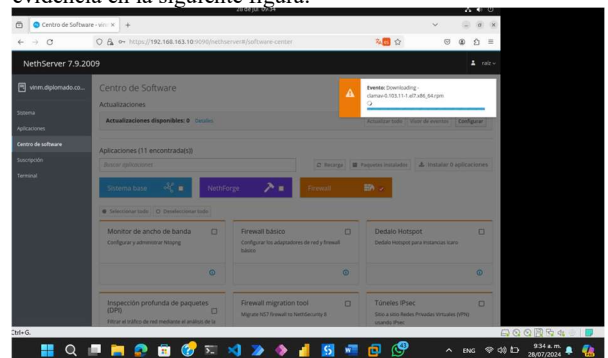 evidencia en la siguiente figura:
20 de jul 09:34
Centro de Software
https://192.168.163.10:9090/nethserver#/software-center
NethServer 7.9.2009
raíz
vinm.diplomado.co...
Sistema
Aplicaciones
Centro de software
Suscripción
Terminal
Centro de Software
Actualizaciones
Actualizaciones disponibles: 0 Detalles
Evento: Downloading -
clamav-0.103.11-1.el7.x86_64.rpm
Actualizar todo
Configurar
Aplicaciones (11 encontrada(s))
Buscar Aplicaciones
Recarga
Paquetes instalados
Instalar 0 aplicaciones
Sistema base
NethForge
Firewall
Seleccionar todo
Deseleccionar todo
Monitor de ancho de banda
Configurar y administrar Ntopng
Firewall básico
Configurar los adaptadores de red y firewall
básico
Dedalo Hotspot
Dedalo Hotspot para instancias Icaro
Inspección profunda de paquetes
(DPI)
Filtrar el tráfico de red mediante el análisis de la
Firewall migration tool
Migrate NS7 firewall to NethSecurity 8
Túneles IPsec
Sitio a sitio Redes Privadas Virtuales (VPN)
usando IPsec
Ctrl+G.
ENG
9:34 a. m.
28/07/2024